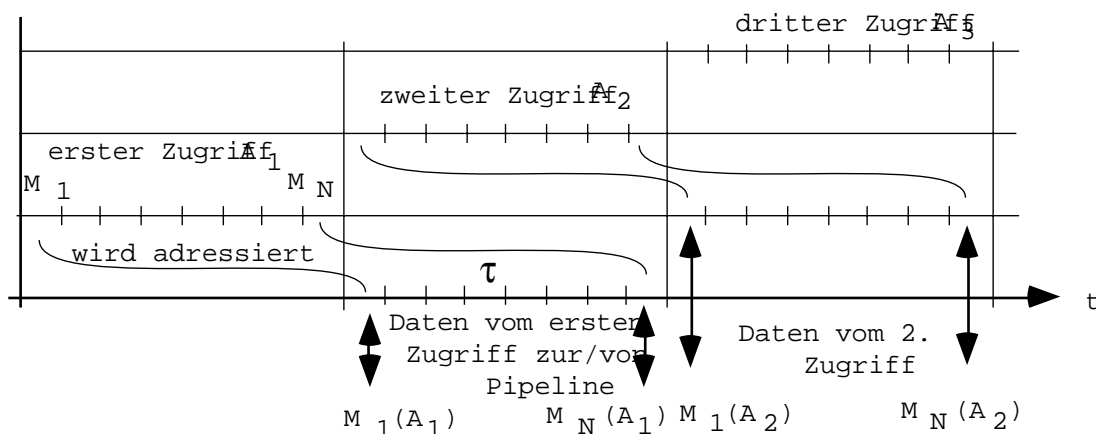 dritter Zugriff A3
zweiter Zugriff A2
erster Zugriff A1
M1 MN
wird adressiert
τ
t
Daten vom ersten
Zugriff zur/von
Pipeline
Daten vom 2.
Zugriff
M1(A1) MN(A1) M1(A2) MN(A2)